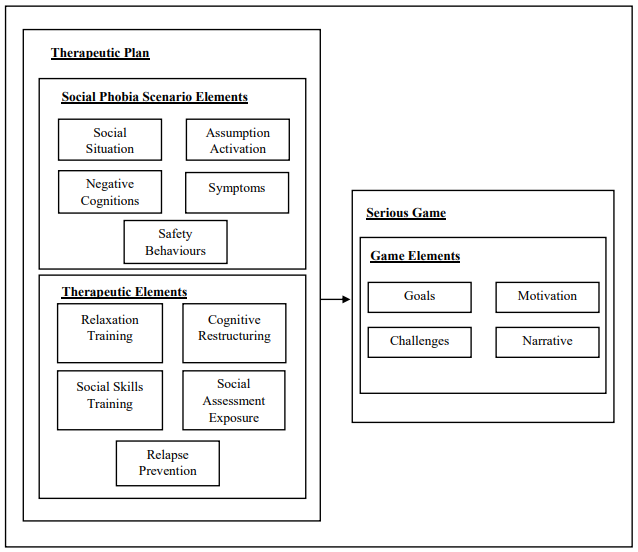 Therapeutic Plan
Social Phobia Scenario Elements
Social
Situation
Assumption
Activation
Negative
Cognitions
Symptoms
Safety
Behaviours
Therapeutic Elements
Relaxation
Training
Cognitive
Restructuring
Social Skills
Training
Social
Assessment
Exposure
Relapse
Prevention
Serious Game
Game Elements
Goals
Motivation
Challenges
Narrative